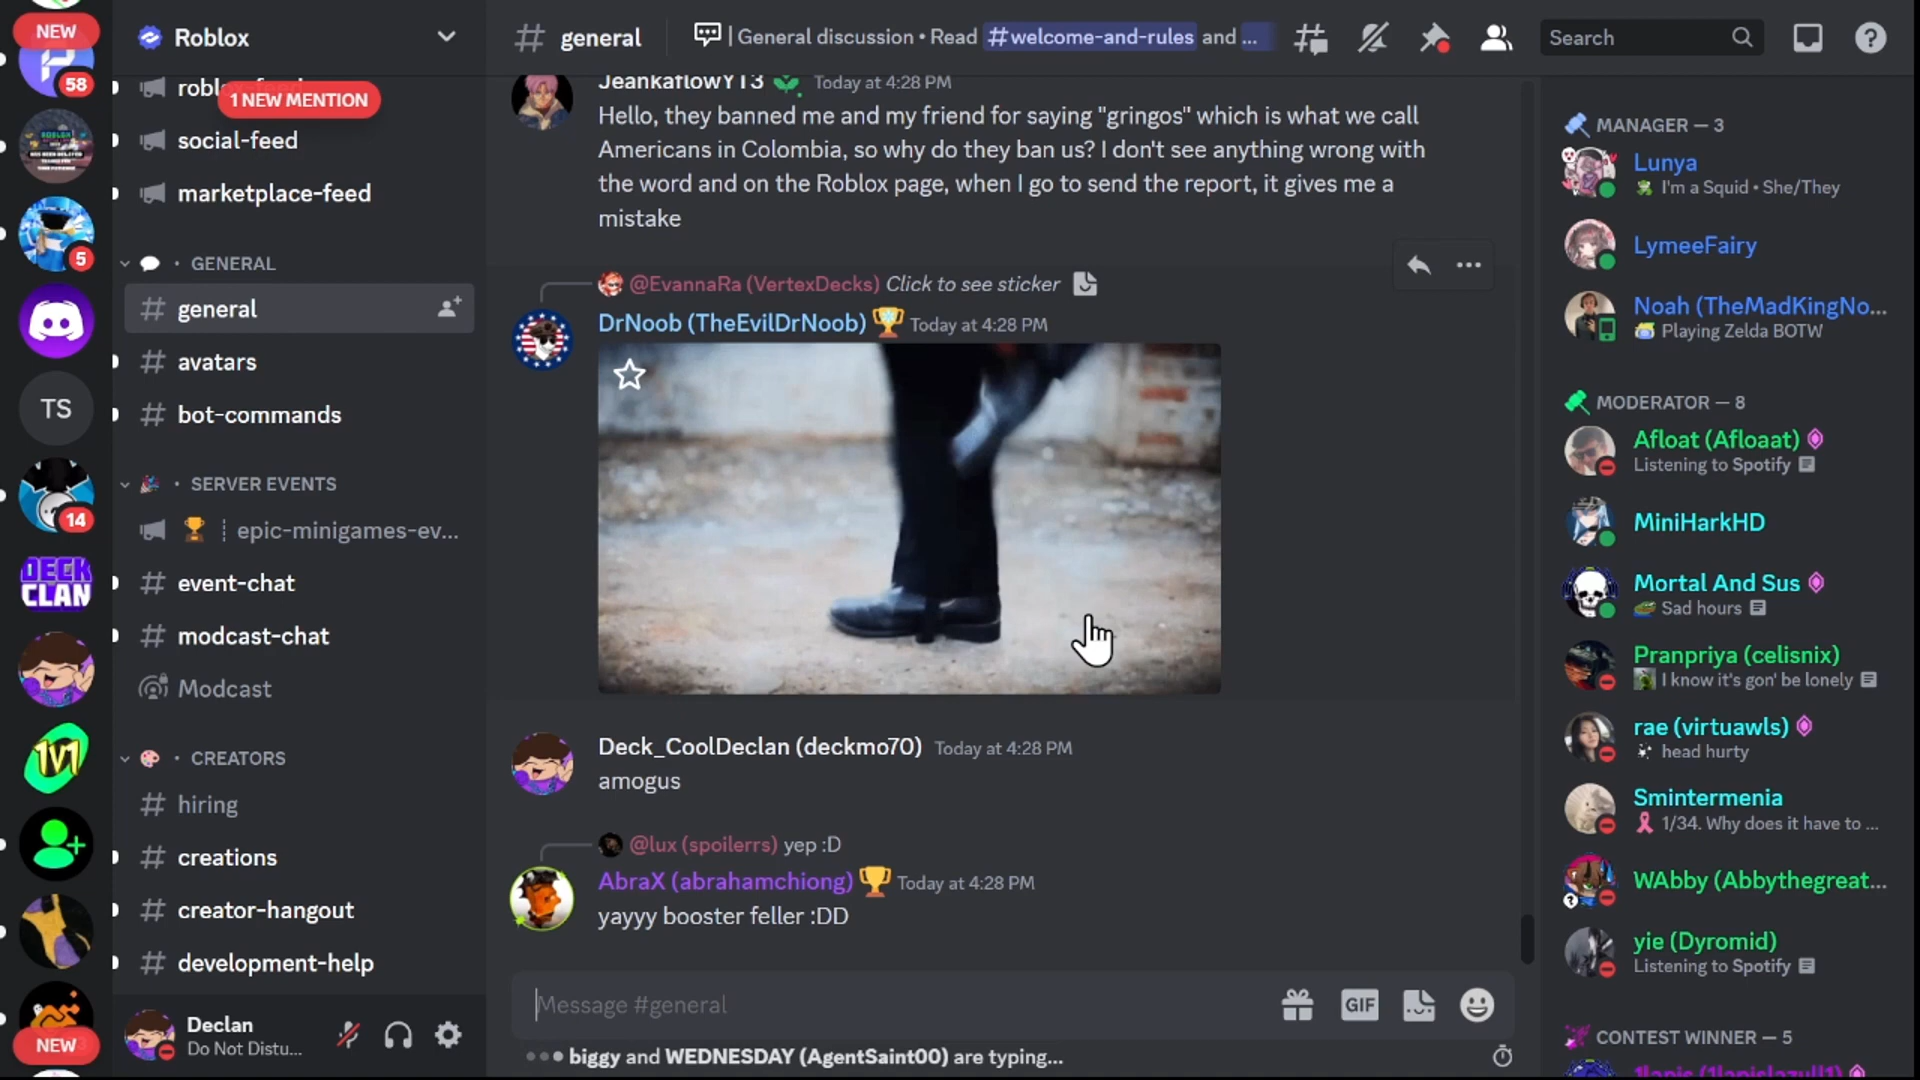 NEW
58
5
TS
14
DECK
CLAN
1V1
NEW
Roblox
1 NEW MENTION
social-feed
marketplace-feed
GENERAL
general
avatars
bot-commands
SERVER EVENTS
epic-minigames-ev...
event-chat
modcast-chat
Modcast
CREATORS
hiring
creations
creator-hangout
development-help
Declan
Do Not Distu...
general
| General discussion • Read #welcome-and-rules and ...
Search
JeankaflowYT3 Today at 4:28 PM
Hello, they banned me and my friend for saying "gringos" which is what we call
Americans in Colombia, so why do they ban us? I don't see anything wrong with
the word and on the Roblox page, when I go to send the report, it gives me a
mistake
@EvannaRa (VertexDecks) Click to see sticker
DrNoob (TheEvilDrNoob) Today at 4:28 PM
Deck_CoolDeclan (deckmo70) Today at 4:28 PM
amogus
@lux (spoilerrs) yep :D
AbraX (abrahamchiong) Today at 4:28 PM
yayyy booster feller :DD
Message #general
GIF
biggy and WEDNESDAY (AgentSaint00) are typing...
MANAGER — 3
Lunya
I'm a Squid • She/They
LymeeFairy
Noah (TheMadKingNo...
Playing Zelda BOTW
MODERATOR — 8
Afloat (Afloaat)
Listening to Spotify
MiniHarkHD
Mortal And Sus
Sad hours
Pranpriya (celisnix)
I know it's gon' be lonely
rae (virtuawls)
head hurty
Smintermenia
1/34. Why does it have to ...
WAbby (Abbythegreat...
yie (Dyromid)
Listening to Spotify
CONTEST WINNER — 5